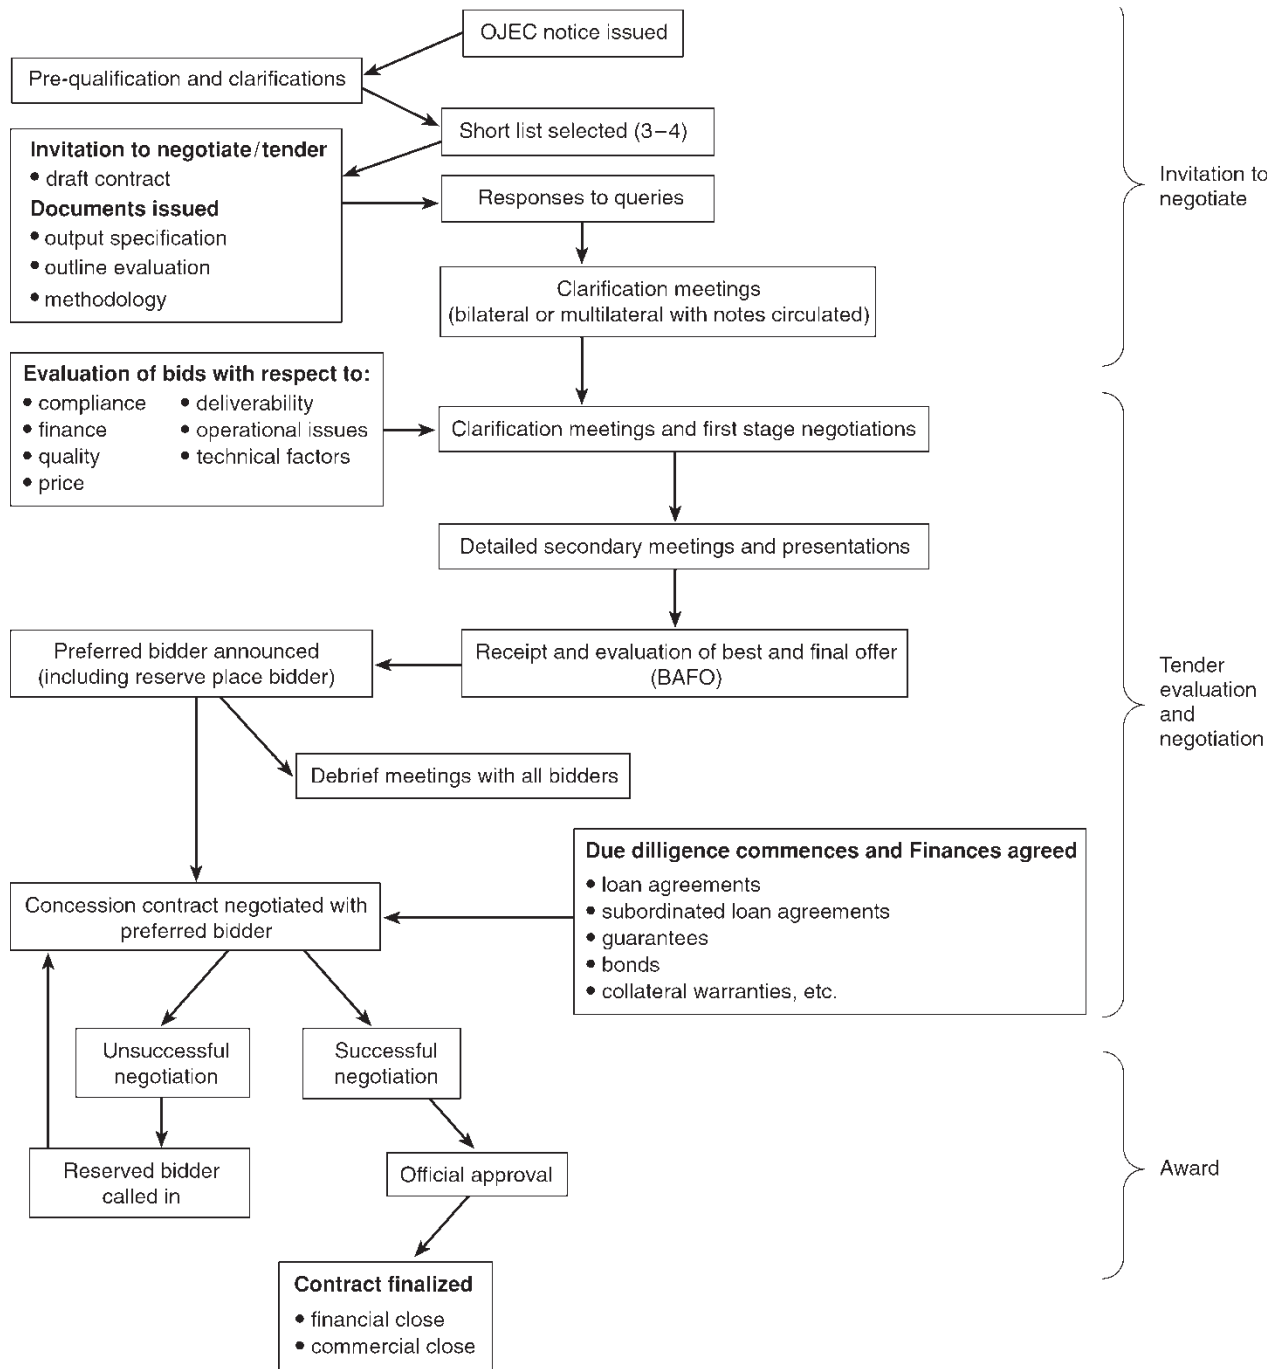 OJEC notice issued
Pre-qualification and clarifications
Short list selected (3–4)
Invitation to negotiate/tender
• draft contract
Documents issued
• output specification
• outline evaluation
• methodology
Responses to queries
Clarification meetings
(bilateral or multilateral with notes circulated)
Invitation to
negotiate
Evaluation of bids with respect to:
• compliance
• finance
• quality
• price
• deliverability
• operational issues
• technical factors
Clarification meetings and first stage negotiations
Detailed secondary meetings and presentations
Receipt and evaluation of best and final offer
(BAFO)
Preferred bidder announced
(including reserve place bidder)
Debrief meetings with all bidders
Tender
evaluation
and
negotiation
Due dilligence commences and Finances agreed
• loan agreements
• subordinated loan agreements
• guarantees
• bonds
• collateral warranties, etc.
Concession contract negotiated with
preferred bidder
Unsuccessful
negotiation
Successful
negotiation
Reserved bidder
called in
Official approval
Award
Contract finalized
• financial close
• commercial close